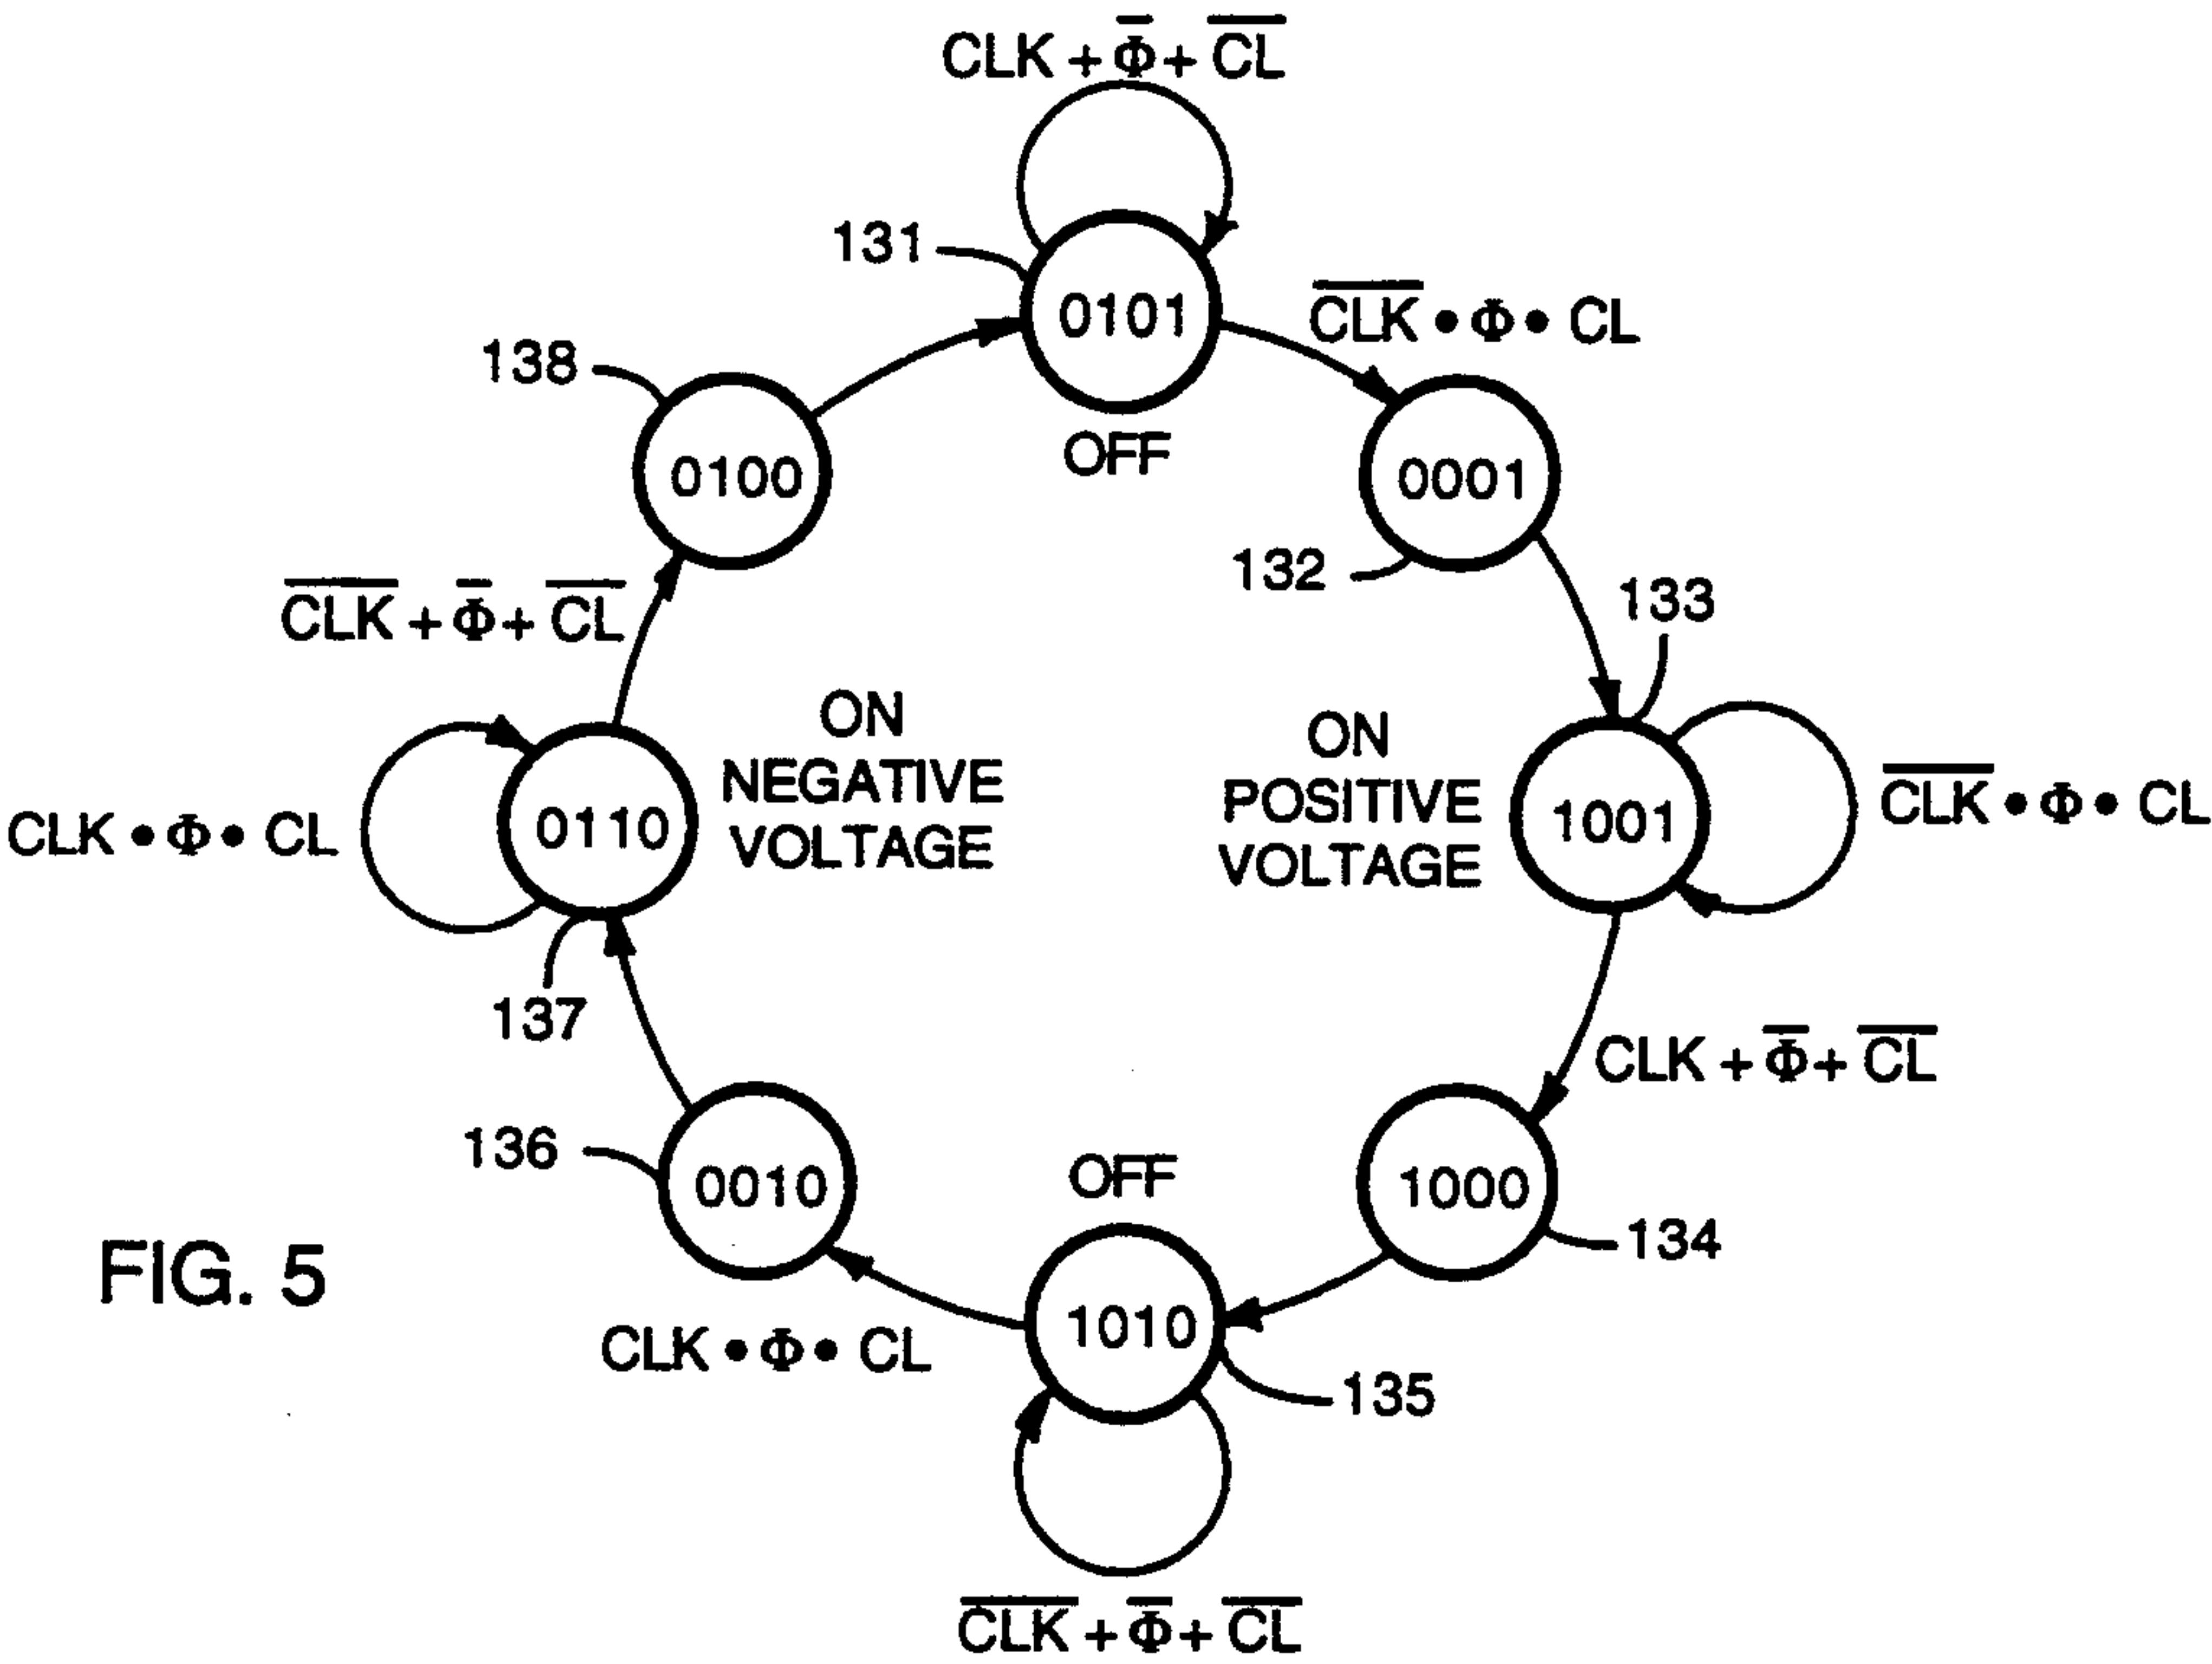 CLK + Φ̅ + C̅L̅
131
0101
OFF
C̅L̅K̅ • Φ • CL
138
0100
0001
132
C̅L̅K̅ + Φ̅ + C̅L̅
133
ON
NEGATIVE
VOLTAGE
ON
POSITIVE
VOLTAGE
CLK • Φ • CL
0110
1001
C̅L̅K̅ • Φ • CL
137
CLK + Φ̅ + C̅L̅
136
0010
OFF
1000
134
FIG. 5
CLK • Φ • CL
1010
135
C̅L̅K̅ + Φ̅ + C̅L̅